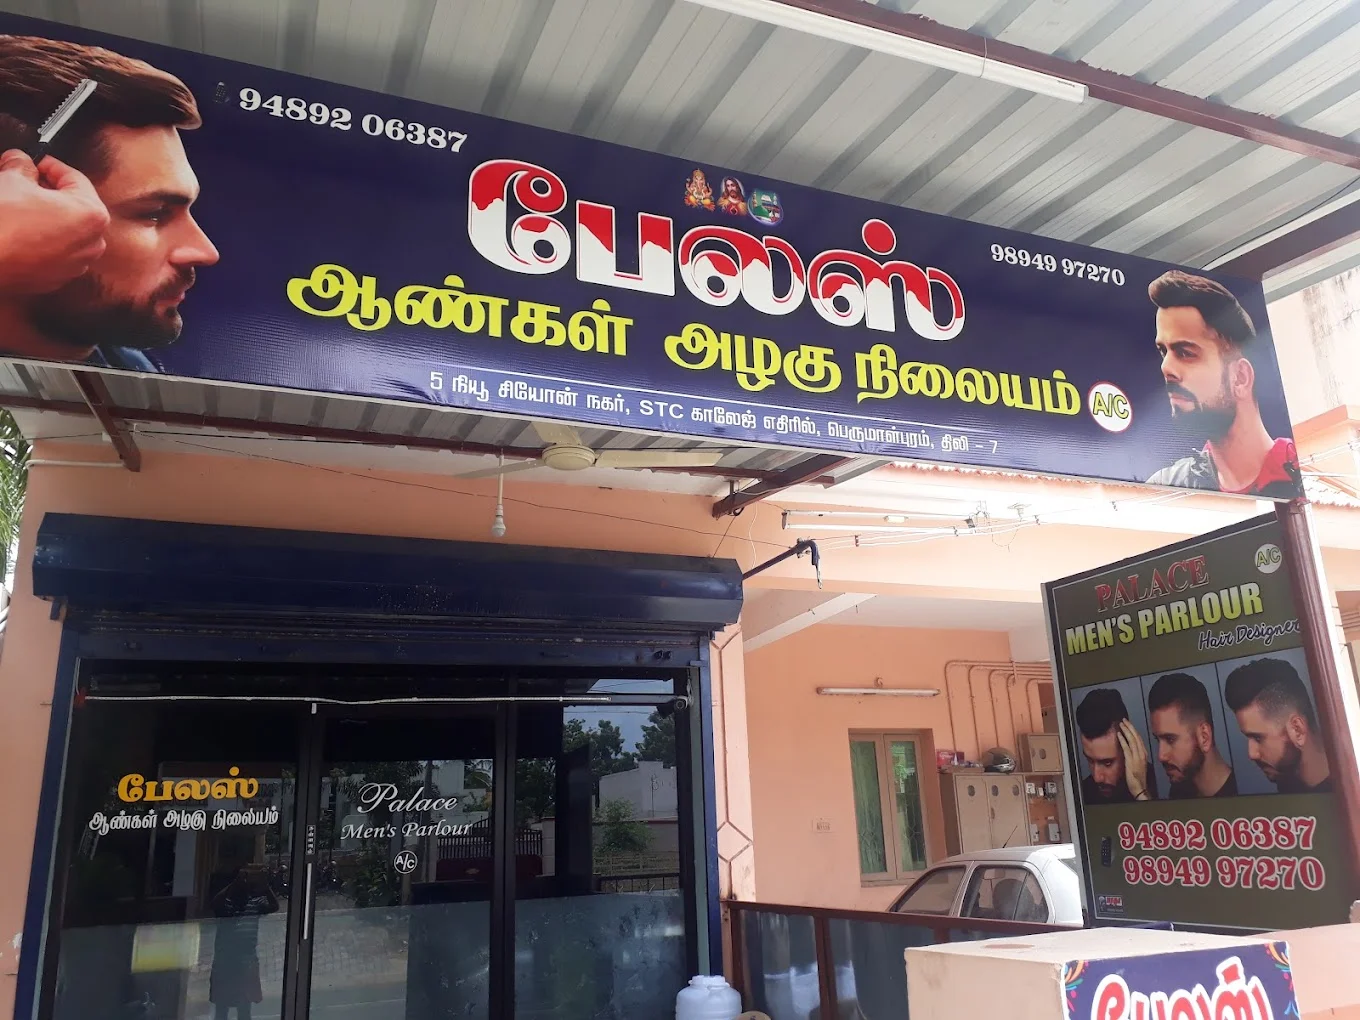 94892 06387
98949 97270
பேலஸ்
ஆண்கள் அழகு நிலையம் A/C
5 நியூ சியோன் நகர், STC காலேஜ் எதிரில், பெருமாள்புரம், திலி - 7
பேலஸ்
ஆண்கள் அழகு நிலையம்
Palace
Men's Parlour
A/C
PALACE A/C
MEN'S PARLOUR
Hair Designer
94892 06387
98949 97270
பேலஸ்